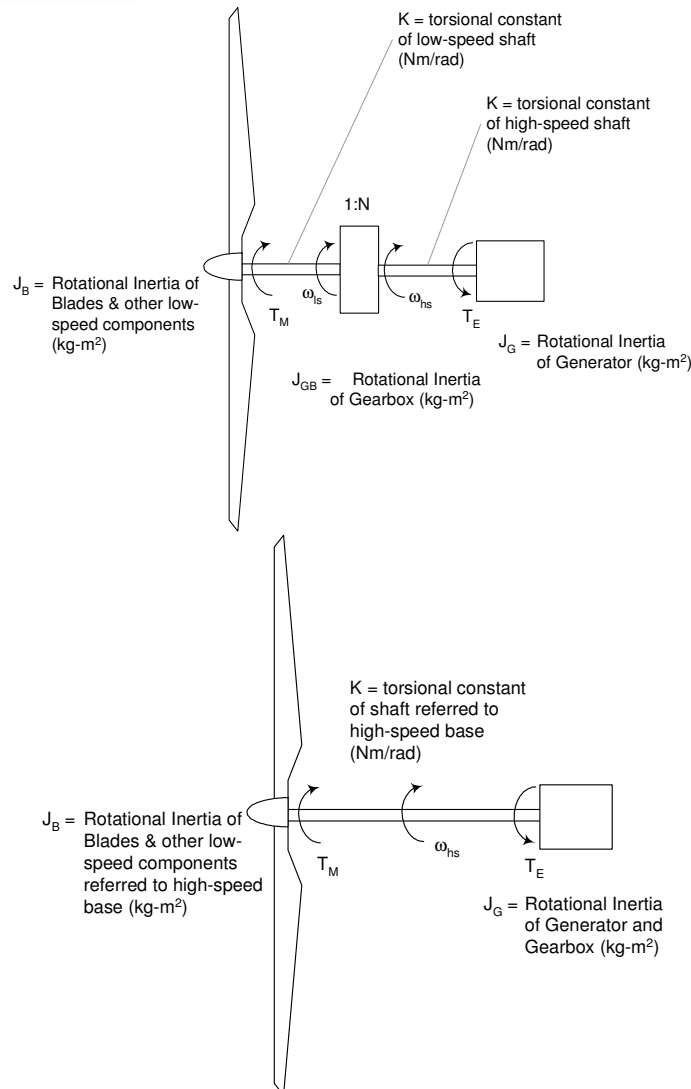 K = torsional constant
of low-speed shaft
(Nm/rad)
K = torsional constant
of high-speed shaft
(Nm/rad)
1:N
J_B = Rotational Inertia of
Blades & other low-
speed components
(kg-m²)
ω_ls
ω_hs
T_M
T_E
J_G = Rotational Inertia
of Generator (kg-m²)
J_GB = Rotational Inertia
of Gearbox (kg-m²)
K = torsional constant
of shaft referred to
high-speed base
(Nm/rad)
J_B = Rotational Inertia of
Blades & other low-
speed components
referred to high-speed
base (kg-m²)
ω_hs
T_M
T_E
J_G = Rotational Inertia
of Generator and
Gearbox (kg-m²)